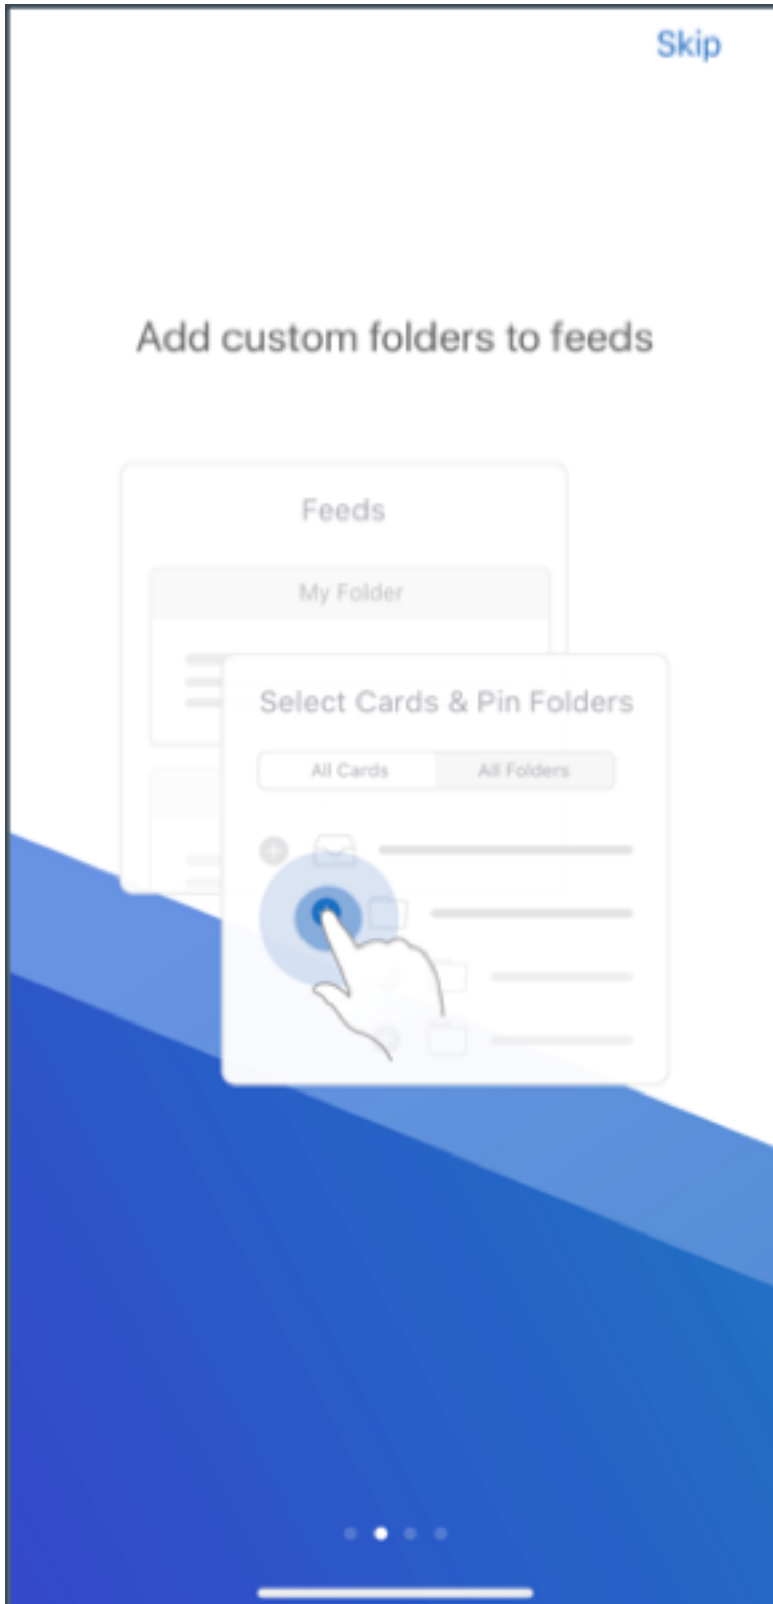 Skip
Add custom folders to feeds
Feeds
My Folder
Select Cards & Pin Folders
All Cards All Folders